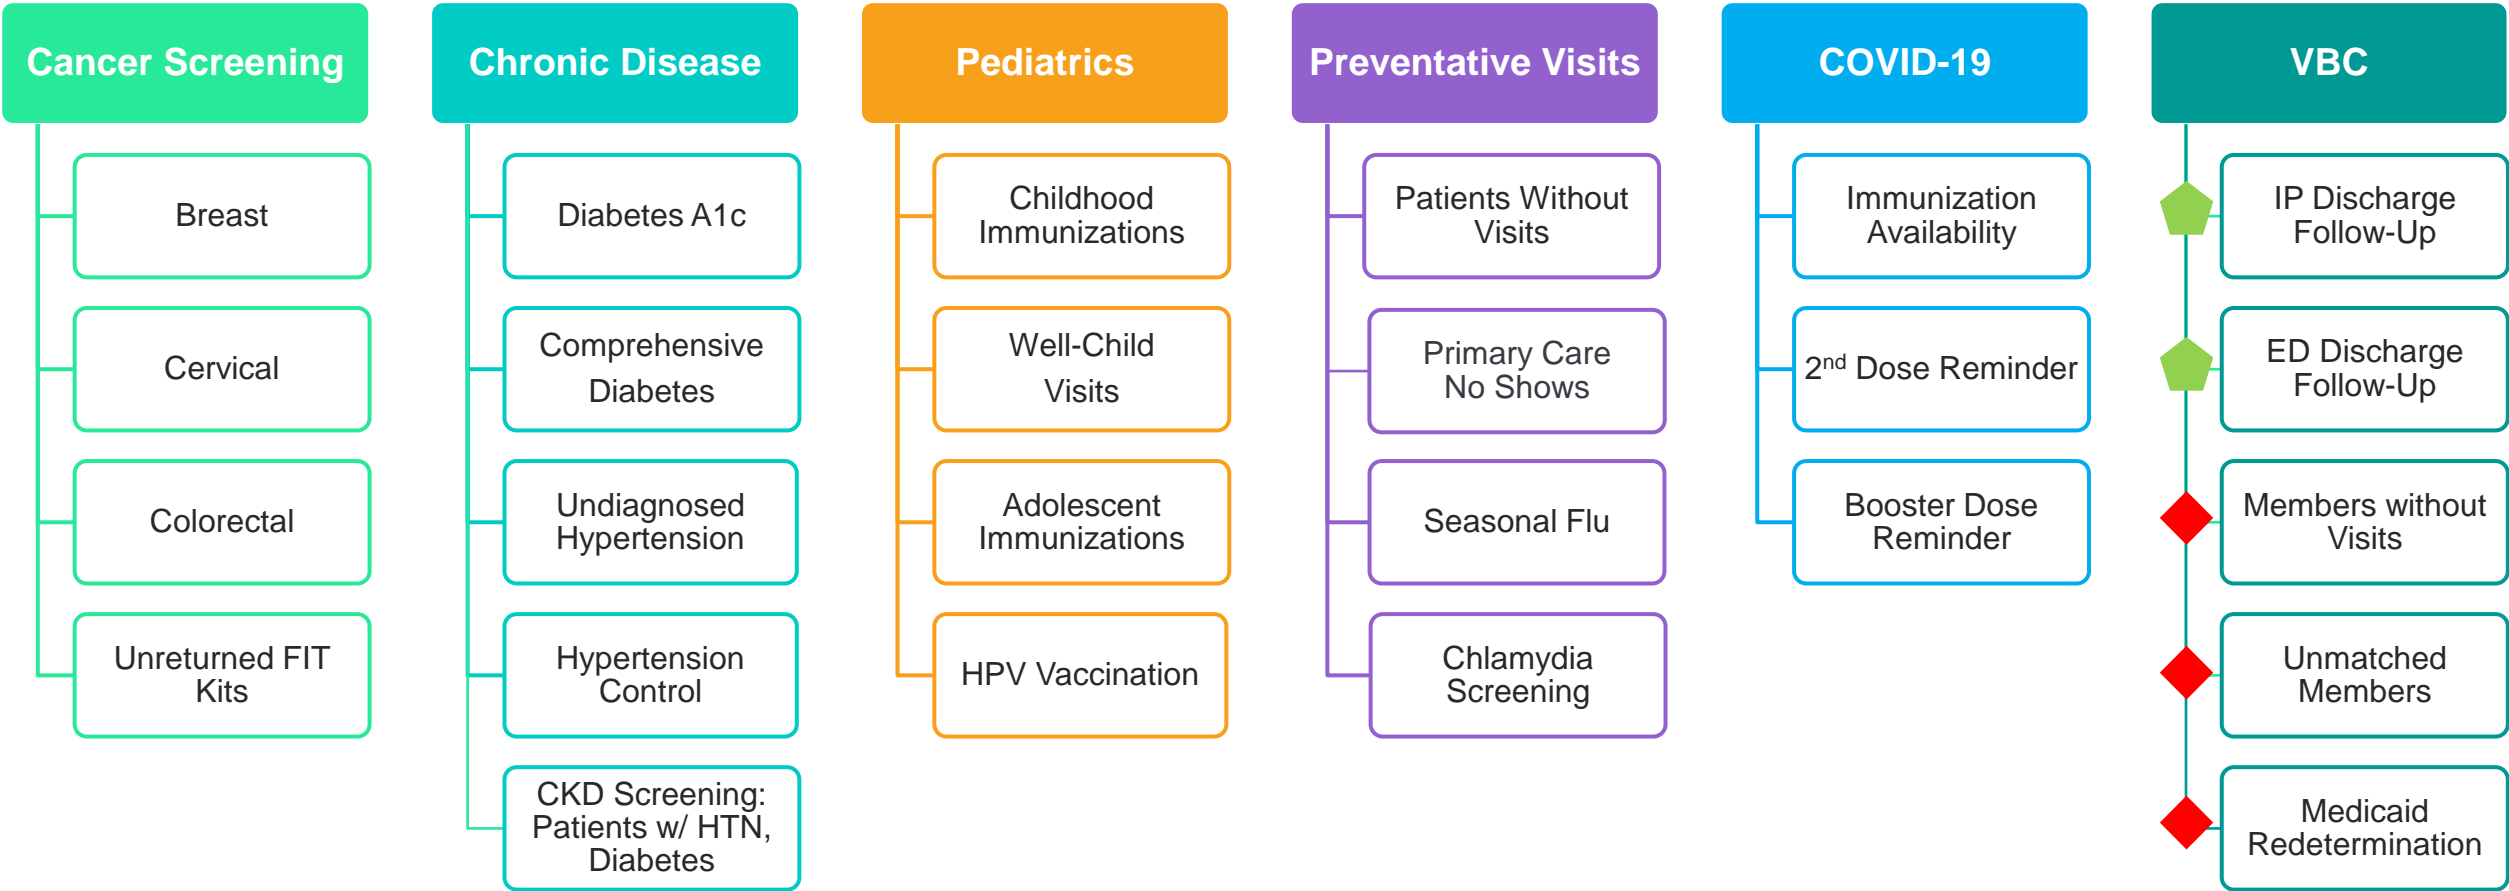 Cancer Screening
Breast
Cervical
Colorectal
Unreturned FIT
Kits
Chronic Disease
Diabetes A1c
Comprehensive
Diabetes
Undiagnosed
Hypertension
Hypertension
Control
CKD Screening:
Patients w/ HTN,
Diabetes
Pediatrics
Childhood
Immunizations
Well-Child
Visits
Adolescent
Immunizations
HPV Vaccination
Preventative Visits
Patients Without
Visits
Primary Care
No Shows
Seasonal Flu
Chlamydia
Screening
COVID-19
Immunization
Availability
2nd Dose Reminder
Booster Dose
Reminder
VBC
IP Discharge
Follow-Up
ED Discharge
Follow-Up
Members without
Visits
Unmatched
Members
Medicaid
Redetermination